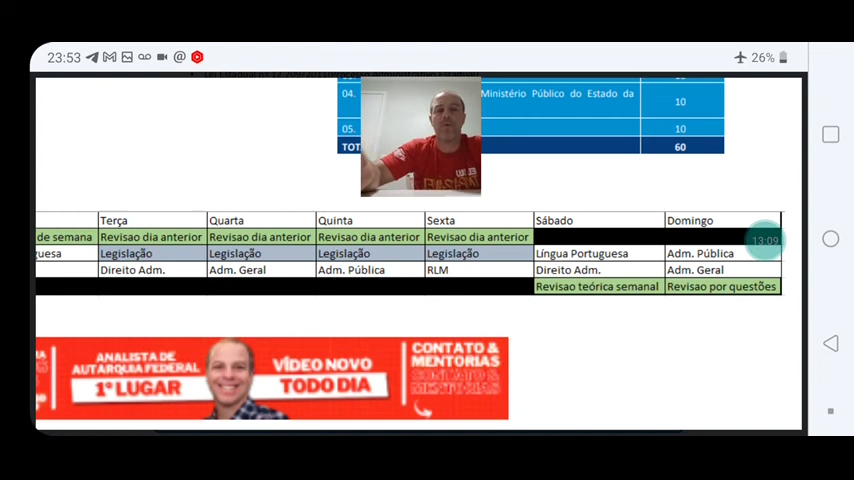 23:53
26%
04.
Ministério Público do Estado da
10
05.
10
TOT
60
Terça
Quarta
Quinta
Sexta
Sábado
Domingo
de semana
Revisao dia anterior
Revisao dia anterior
Revisao dia anterior
Revisao dia anterior
13:09
guesa
Legislação
Legislação
Legislação
Legislação
Língua Portuguesa
Adm. Pública
Direito Adm.
Adm. Geral
Adm. Pública
RLM
Direito Adm.
Adm. Geral
Revisao teórica semanal
Revisao por questões
ANALISTA DE
AUTARQUIA FEDERAL
1º LUGAR
VÍDEO NOVO
TODO DIA
CONTATO &
MENTORIAS
CONTATO &
MENTORIAS